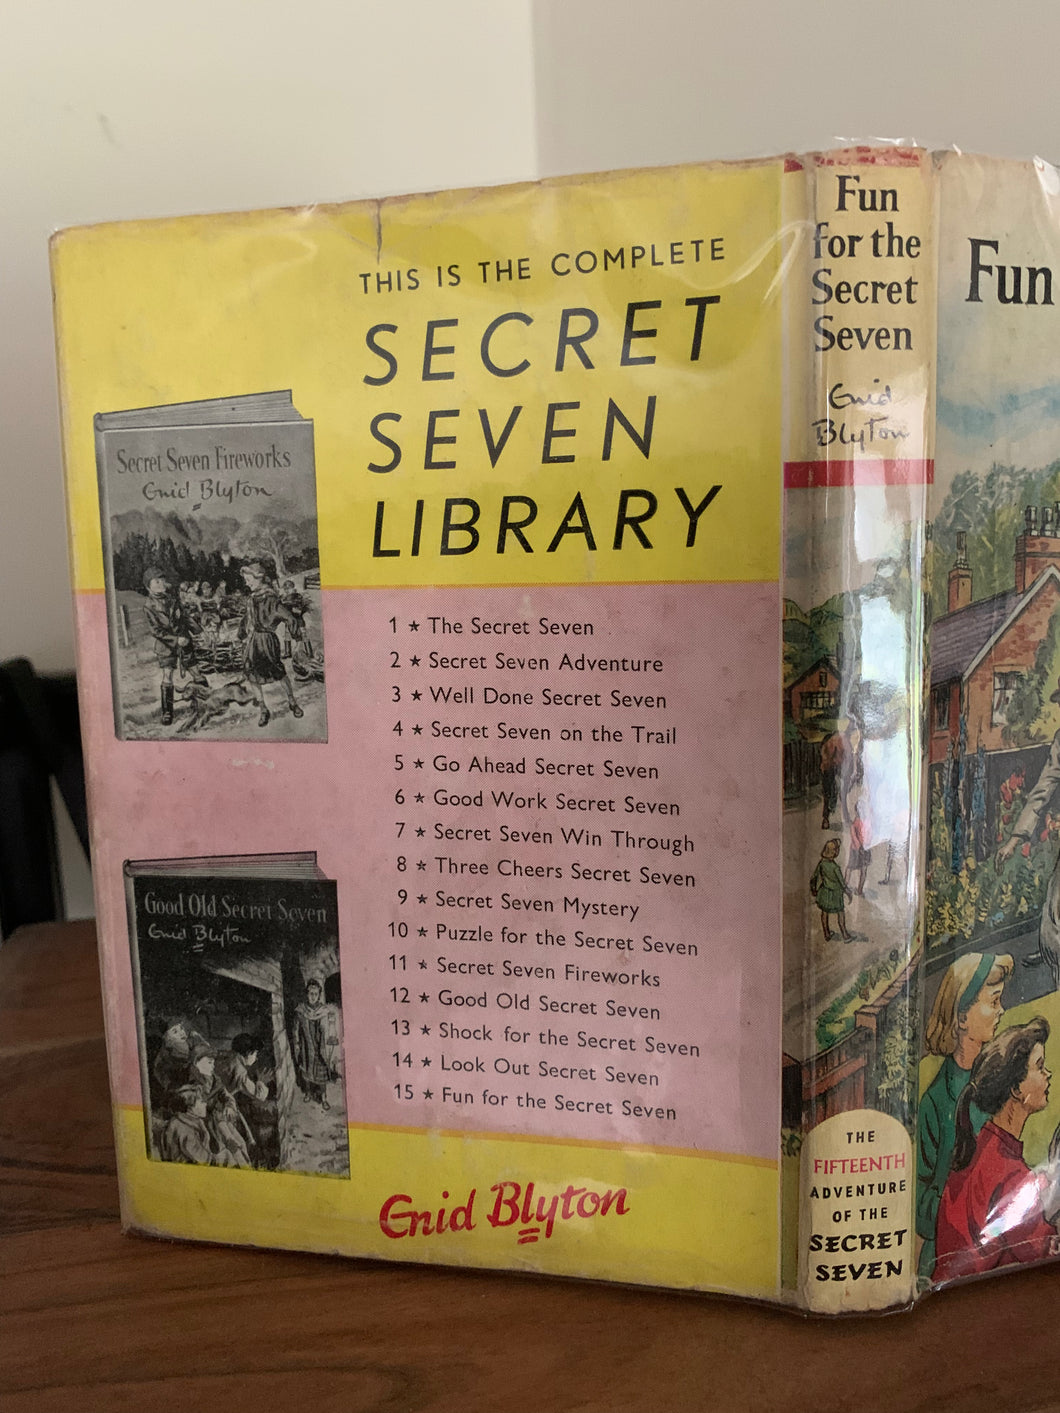 THIS IS THE COMPLETE
SECRET
SEVEN
LIBRARY
Secret Seven Fireworks
Enid Blyton
1 ★ The Secret Seven
2 ★ Secret Seven Adventure
3 ★ Well Done Secret Seven
4 ★ Secret Seven on the Trail
5 ★ Go Ahead Secret Seven
6 ★ Good Work Secret Seven
7 ★ Secret Seven Win Through
8 ★ Three Cheers Secret Seven
9 ★ Secret Seven Mystery
10 ★ Puzzle for the Secret Seven
11 ★ Secret Seven Fireworks
12 ★ Good Old Secret Seven
13 ★ Shock for the Secret Seven
14 ★ Look Out Secret Seven
15 ★ Fun for the Secret Seven
Good Old Secret Seven
Enid Blyton
Enid Blyton
Fun
for the
Secret
Seven
Enid
Blyton
THE
FIFTEENTH
ADVENTURE
OF THE
SECRET
SEVEN
Fun